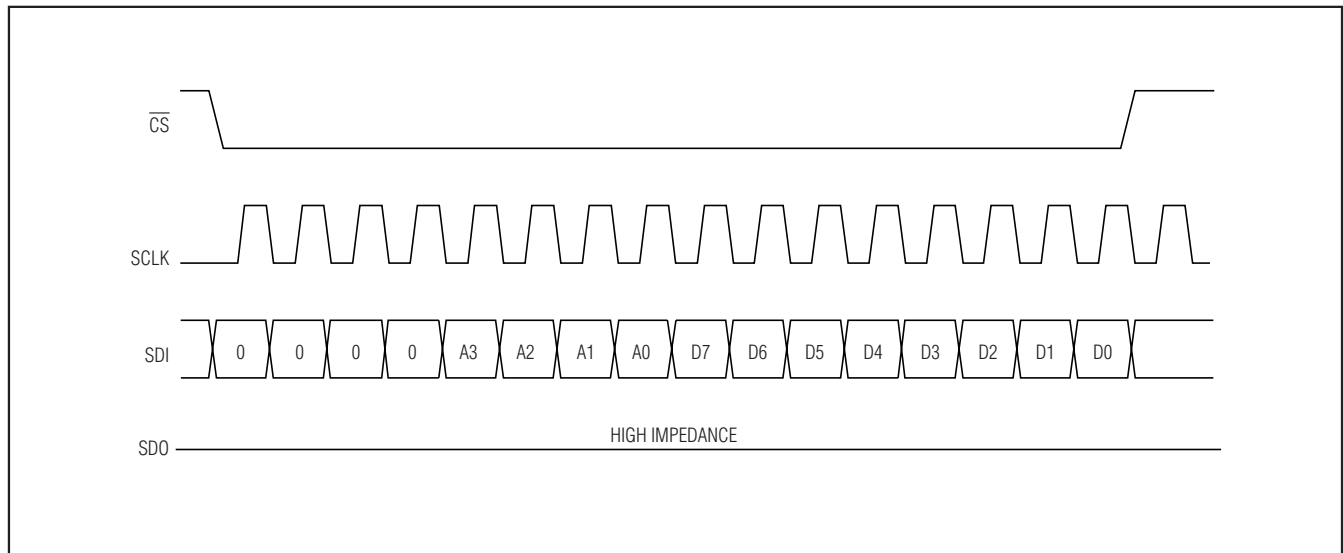 C̅S̅
SCLK
SDI 0 0 0 0 A3 A2 A1 A0 D7 D6 D5 D4 D3 D2 D1 D0
HIGH IMPEDANCE
SDO